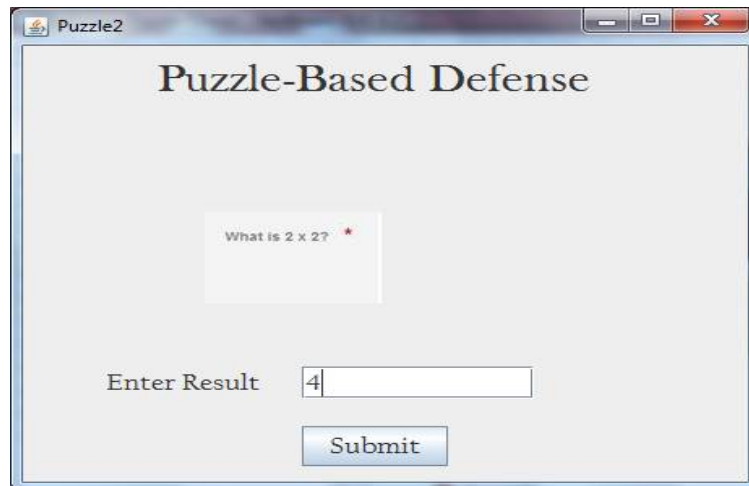 Puzzle2
Puzzle-Based Defense
What is 2 x 2? *
Enter Result 4
Submit